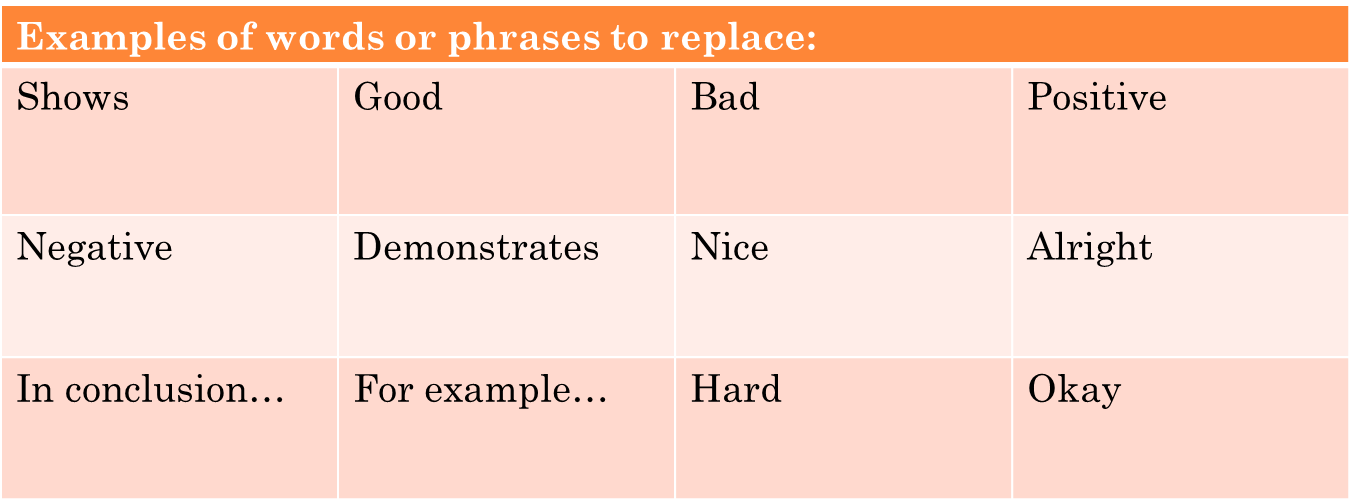 Examples of words or phrases to replace:
Shows
Good
Bad
Positive
Negative
Demonstrates
Nice
Alright
In conclusion…
For example…
Hard
Okay